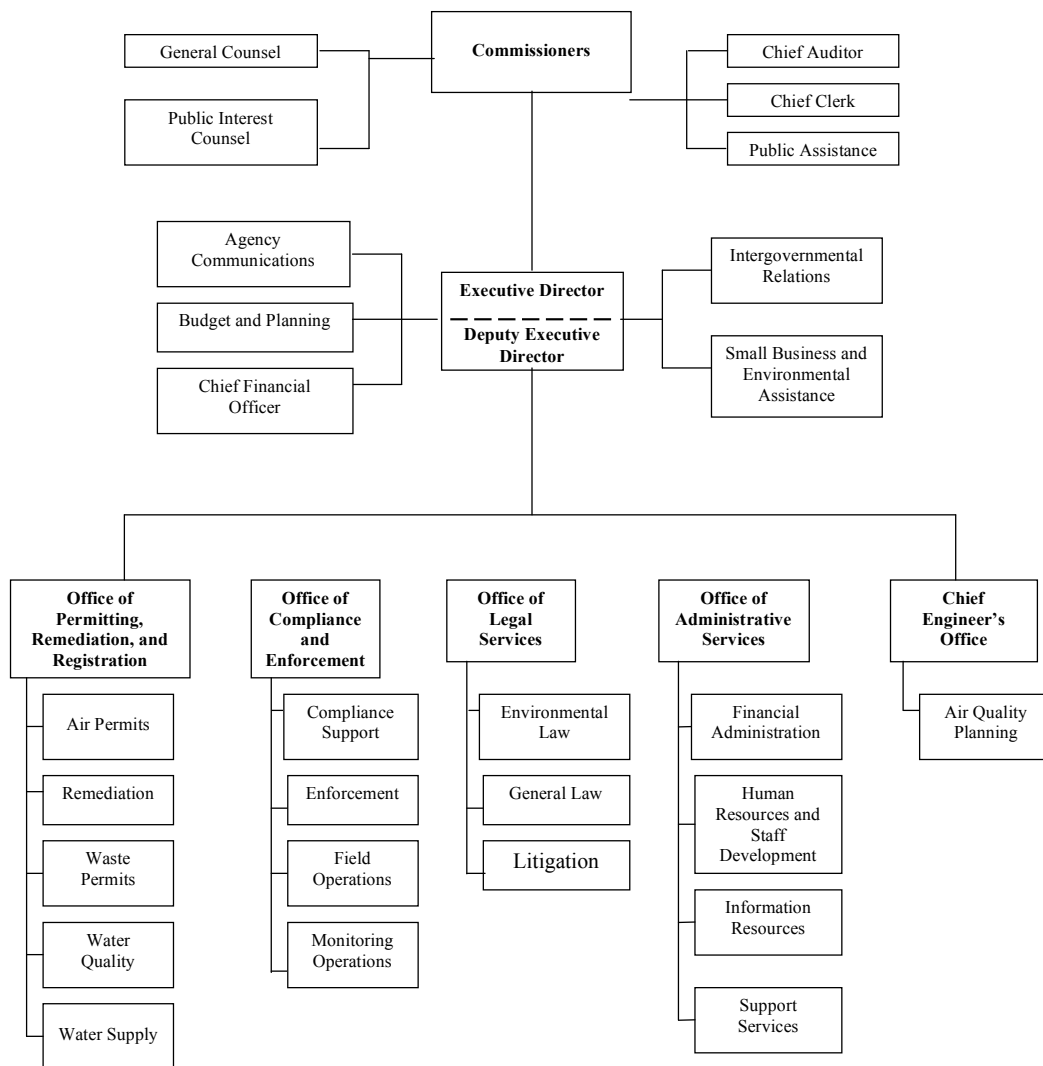 General Counsel
Commissioners
Chief Auditor
Chief Clerk
Public Interest
Counsel
Public Assistance
Agency
Communications
Budget and Planning
Chief Financial
Officer
Executive Director
Deputy Executive
Director
Intergovernmental
Relations
Small Business and
Environmental
Assistance
Office of
Permitting,
Remediation, and
Registration
Office of
Compliance
and
Enforcement
Office of
Legal
Services
Office of
Administrative
Services
Chief
Engineer's
Office
Air Permits
Remediation
Waste
Permits
Water
Quality
Water Supply
Compliance
Support
Enforcement
Field
Operations
Monitoring
Operations
Environmental
Law
General Law
Litigation
Financial
Administration
Human
Resources and
Staff
Development
Information
Resources
Support
Services
Air Quality
Planning